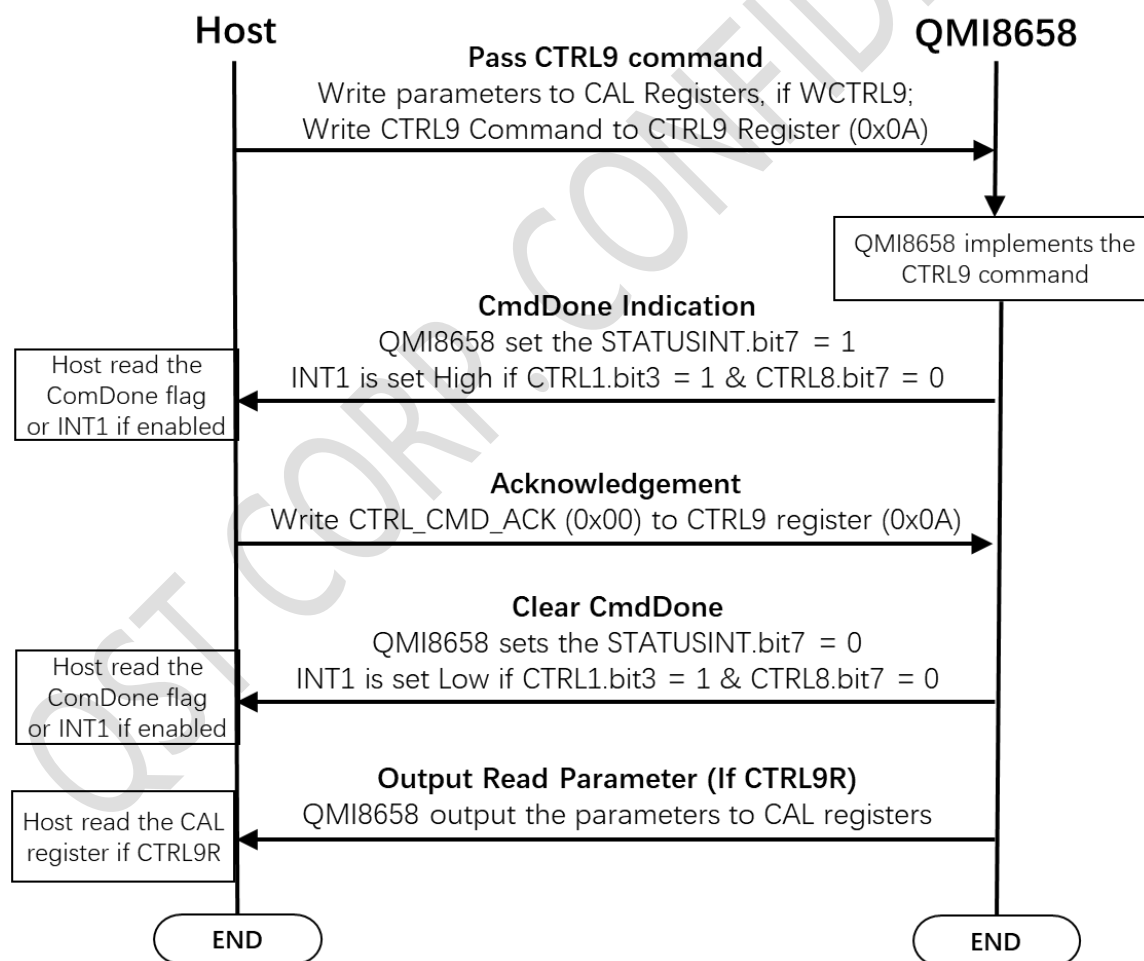 Host
QMI8658
Pass CTRL9 command
Write parameters to CAL Registers, if WCTRL9;
Write CTRL9 Command to CTRL9 Register (0x0A)
QMI8658 implements the
CTRL9 command
CmdDone Indication
QMI8658 set the STATUSINT.bit7 = 1
INT1 is set High if CTRL1.bit3 = 1 & CTRL8.bit7 = 0
Host read the
ComDone flag
or INT1 if enabled
Acknowledgement
Write CTRL_CMD_ACK (0x00) to CTRL9 register (0x0A)
Clear CmdDone
QMI8658 sets the STATUSINT.bit7 = 0
INT1 is set Low if CTRL1.bit3 = 1 & CTRL8.bit7 = 0
Host read the
ComDone flag
or INT1 if enabled
Output Read Parameter (If CTRL9R)
QMI8658 output the parameters to CAL registers
Host read the CAL
register if CTRL9R
END
END
QST CORP.